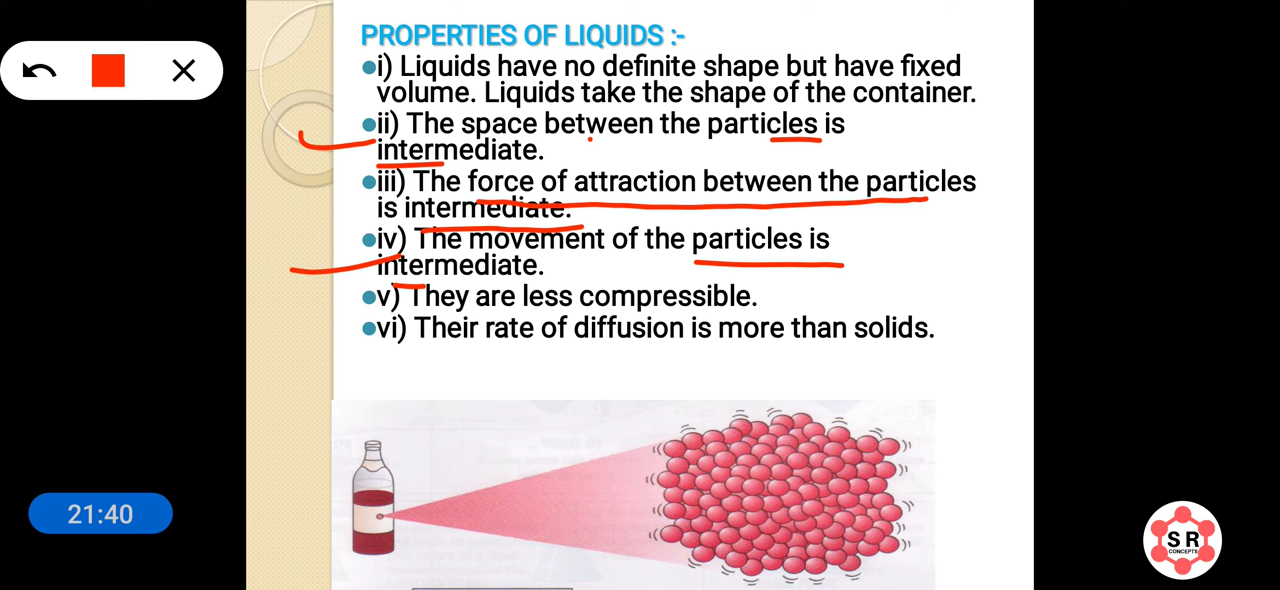 PROPERTIES OF LIQUIDS :-
i) Liquids have no definite shape but have fixed
volume. Liquids take the shape of the container.
ii) The space between the particles is
intermediate.
iii) The force of attraction between the particles
is intermediate.
iv) The movement of the particles is
intermediate.
v) They are less compressible.
vi) Their rate of diffusion is more than solids.
21:40
S R
CONCEPTS